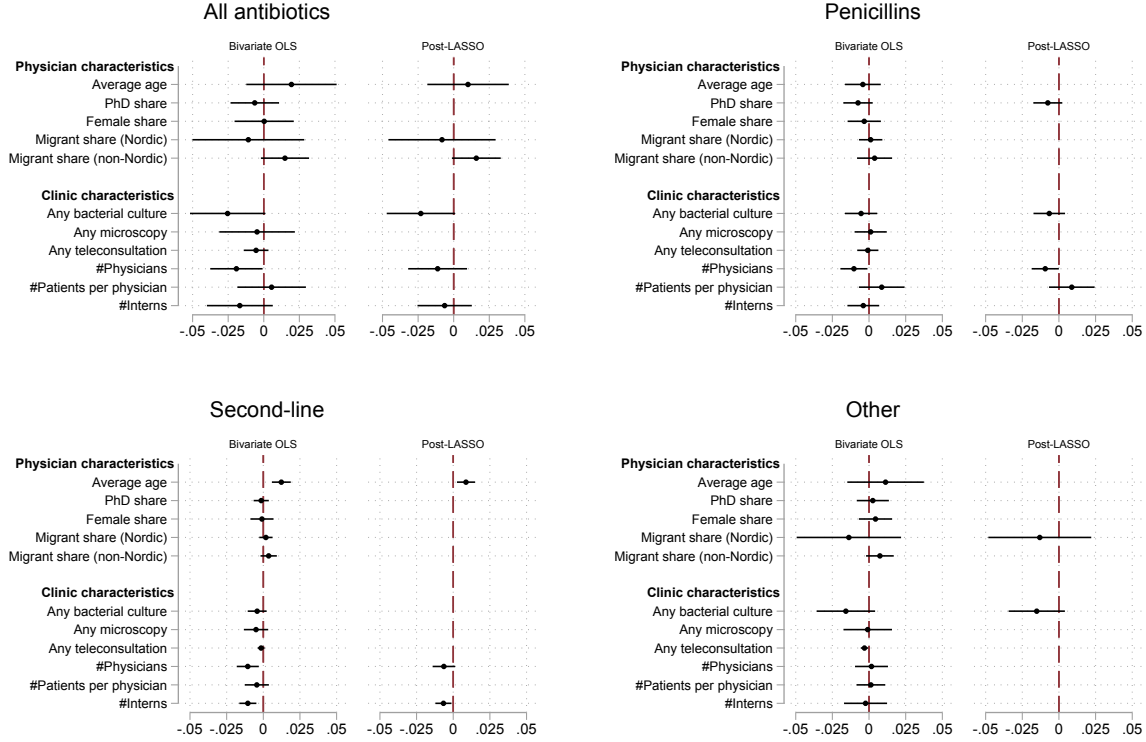 All antibiotics
Bivariate OLS
Post-LASSO
Physician characteristics
Average age
PhD share
Female share
Migrant share (Nordic)
Migrant share (non-Nordic)
Clinic characteristics
Any bacterial culture
Any microscopy
Any teleconsultation
#Physicians
#Patients per physician
#Interns
-.05 -.025 0 .025 .05
-.05 -.025 0 .025 .05
Penicillins
Bivariate OLS
Post-LASSO
Physician characteristics
Average age
PhD share
Female share
Migrant share (Nordic)
Migrant share (non-Nordic)
Clinic characteristics
Any bacterial culture
Any microscopy
Any teleconsultation
#Physicians
#Patients per physician
#Interns
-.05 -.025 0 .025 .05
-.05 -.025 0 .025 .05
Second-line
Bivariate OLS
Post-LASSO
Physician characteristics
Average age
PhD share
Female share
Migrant share (Nordic)
Migrant share (non-Nordic)
Clinic characteristics
Any bacterial culture
Any microscopy
Any teleconsultation
#Physicians
#Patients per physician
#Interns
-.05 -.025 0 .025 .05
-.05 -.025 0 .025 .05
Other
Bivariate OLS
Post-LASSO
Physician characteristics
Average age
PhD share
Female share
Migrant share (Nordic)
Migrant share (non-Nordic)
Clinic characteristics
Any bacterial culture
Any microscopy
Any teleconsultation
#Physicians
#Patients per physician
#Interns
-.05 -.025 0 .025 .05
-.05 -.025 0 .025 .05